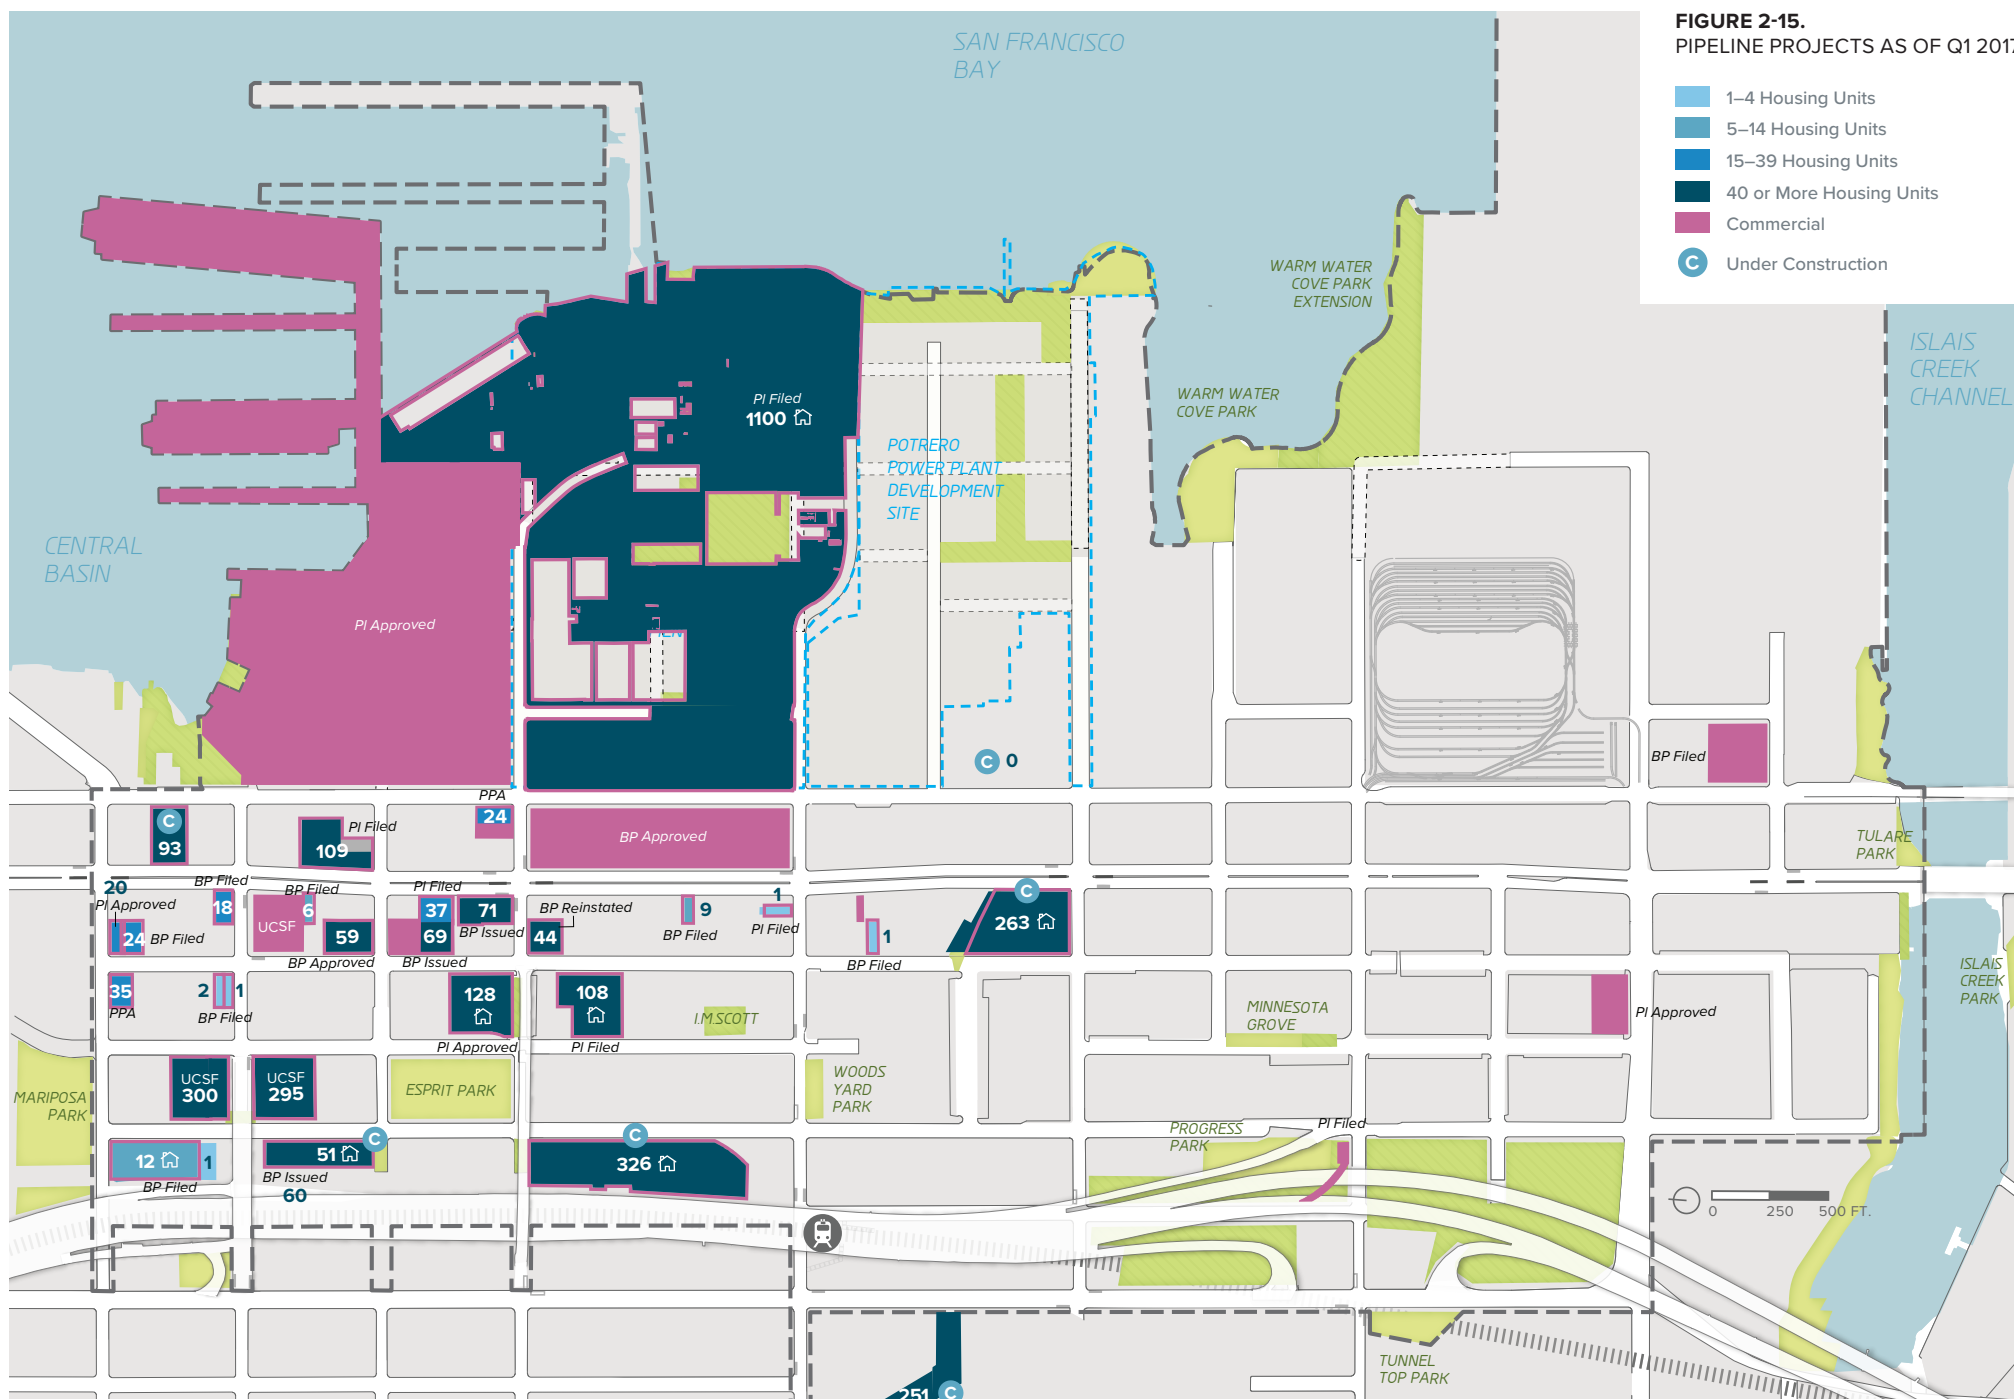 FIGURE 2-15.
PIPELINE PROJECTS AS OF Q1 2017
1–4 Housing Units
5–14 Housing Units
15–39 Housing Units
40 or More Housing Units
Commercial
C Under Construction
SAN FRANCISCO
BAY
WARM WATER
COVE PARK
EXTENSION
ISLAIS
CREEK
CHANNEL
WARM WATER
COVE PARK
PI Filed
1100
POTRERO
POWER PLANT
DEVELOPMENT
SITE
CENTRAL
BASIN
PI Approved
C 0
BP Filed
PPA
24
C
93
PI Filed
109
BP Approved
TULARE
PARK
20
PI Approved
24
BP Filed
BP Filed
18
BP Filed
UCSF
6
59
BP Approved
PI Filed
37
69
BP Issued
71
BP Issued
BP Reinstated
44
9
BP Filed
1
PI Filed
1
BP Filed
C
263
35
PPA
2
1
BP Filed
128
PI Approved
108
PI Filed
I.M.SCOTT
MINNESOTA
GROVE
PI Approved
ISLAIS
CREEK
PARK
MARIPOSA
PARK
UCSF
300
UCSF
295
ESPRIT PARK
WOODS
YARD
PARK
PROGRESS
PARK
PI Filed
12
1
BP Filed
C
51
BP Issued
60
C
326
0 250 500 FT.
TUNNEL
TOP PARK
251 C